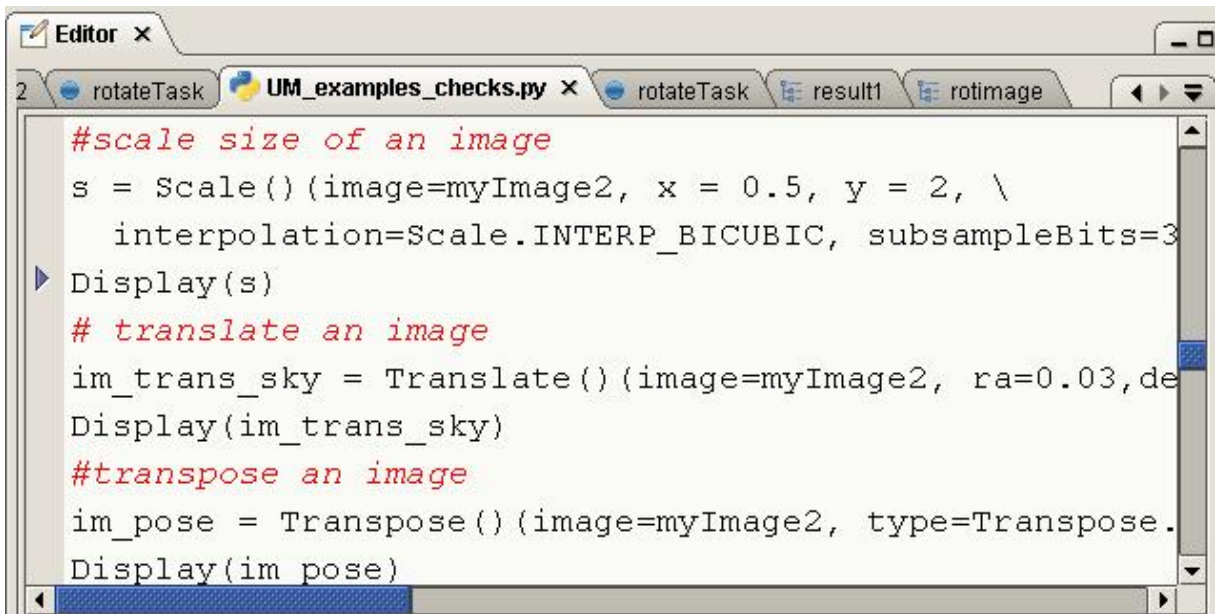 Editor
2 rotateTask UM_examples_checks.py rotateTask result1 rotimage
#scale size of an image
s = Scale()(image=myImage2, x = 0.5, y = 2, \
interpolation=Scale.INTERP_BICUBIC, subsampleBits=3
Display(s)
# translate an image
im_trans_sky = Translate()(image=myImage2, ra=0.03,de
Display(im_trans_sky)
#transpose an image
im_pose = Transpose()(image=myImage2, type=Transpose.
Display(im_pose)